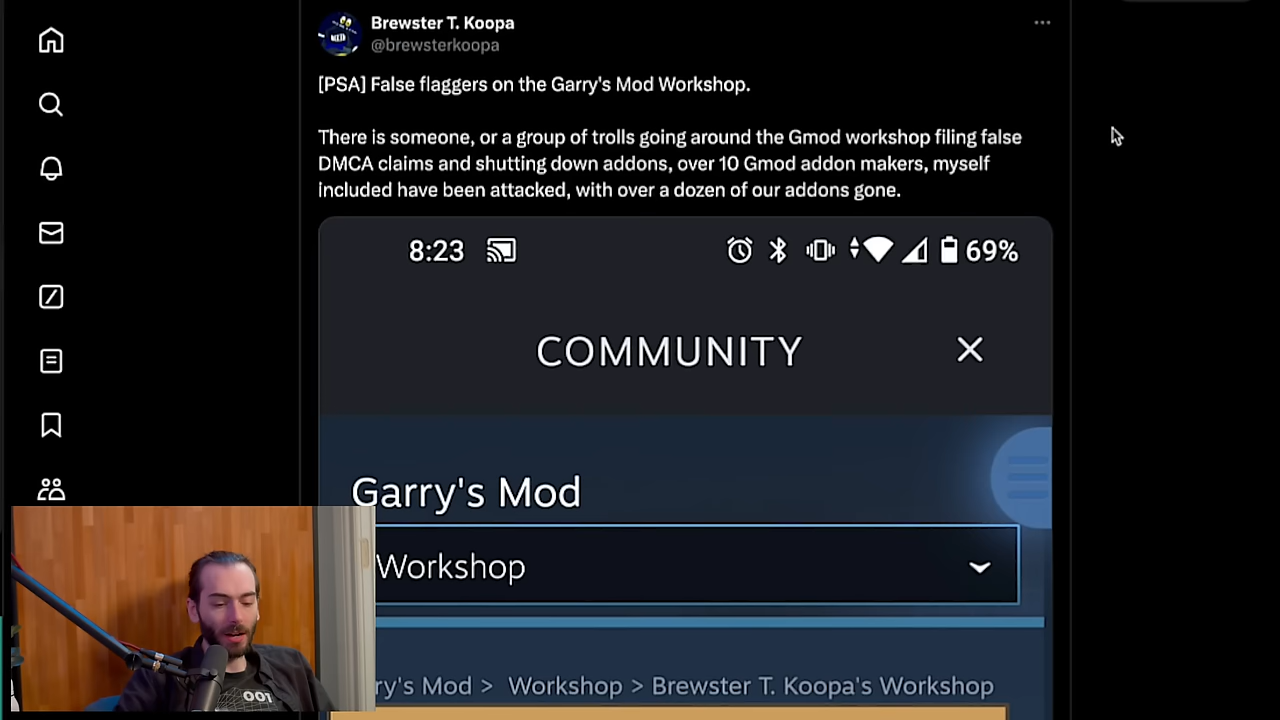 Brewster T. Koopa
@brewsterkoopa
[PSA] False flaggers on the Garry's Mod Workshop.
There is someone, or a group of trolls going around the Gmod workshop filing false
DMCA claims and shutting down addons, over 10 Gmod addon makers, myself
included have been attacked, with over a dozen of our addons gone.
8:23
69%
COMMUNITY
Garry's Mod
Workshop
ry's Mod > Workshop > Brewster T. Koopa's Workshop
001